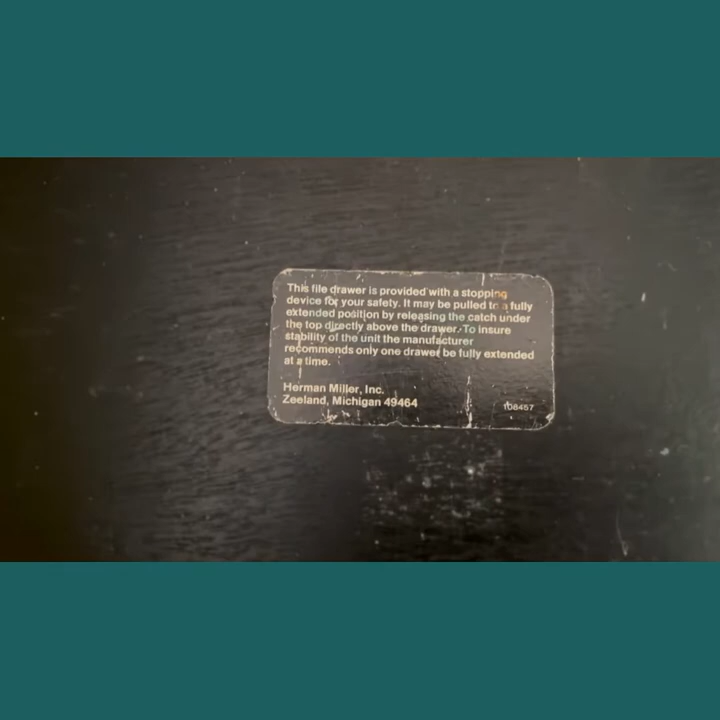 This file drawer is provided with a stopping
device for your safety. It may be pulled to a fully
extended position by releasing the catch under
the top directly above the drawer. To insure
stability of the unit the manufacturer
recommends only one drawer be fully extended
at a time.
Herman Miller, Inc.
Zeeland, Michigan 49464
108457